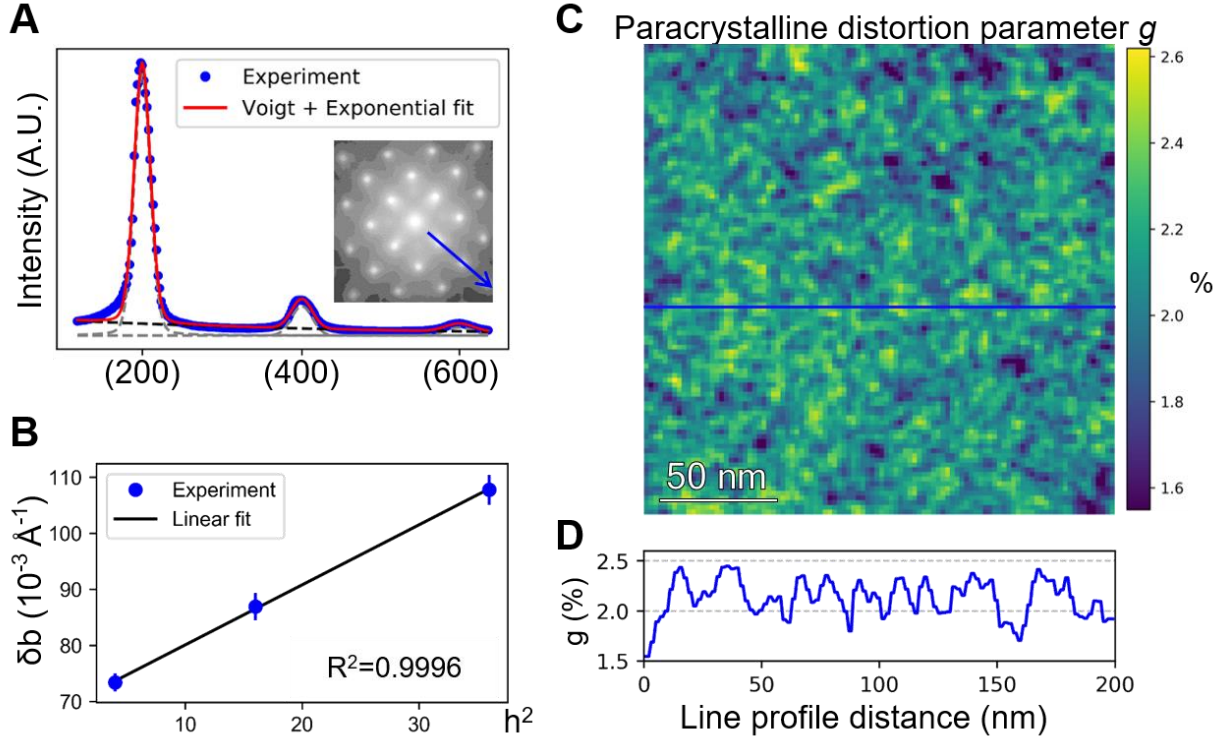 A
Experiment
Voigt + Exponential fit
Intensity (A.U.)
(200)
(400)
(600)
B
110
100
90
80
70
Experiment
Linear fit
δb (10⁻³ Å⁻¹)
R²=0.9996
10
20
30
h²
C
Paracrystalline distortion parameter g
50 nm
2.6
2.4
2.2
2.0
1.8
1.6
%
D
2.5
2.0
1.5
g (%)
0
50
100
150
200
Line profile distance (nm)